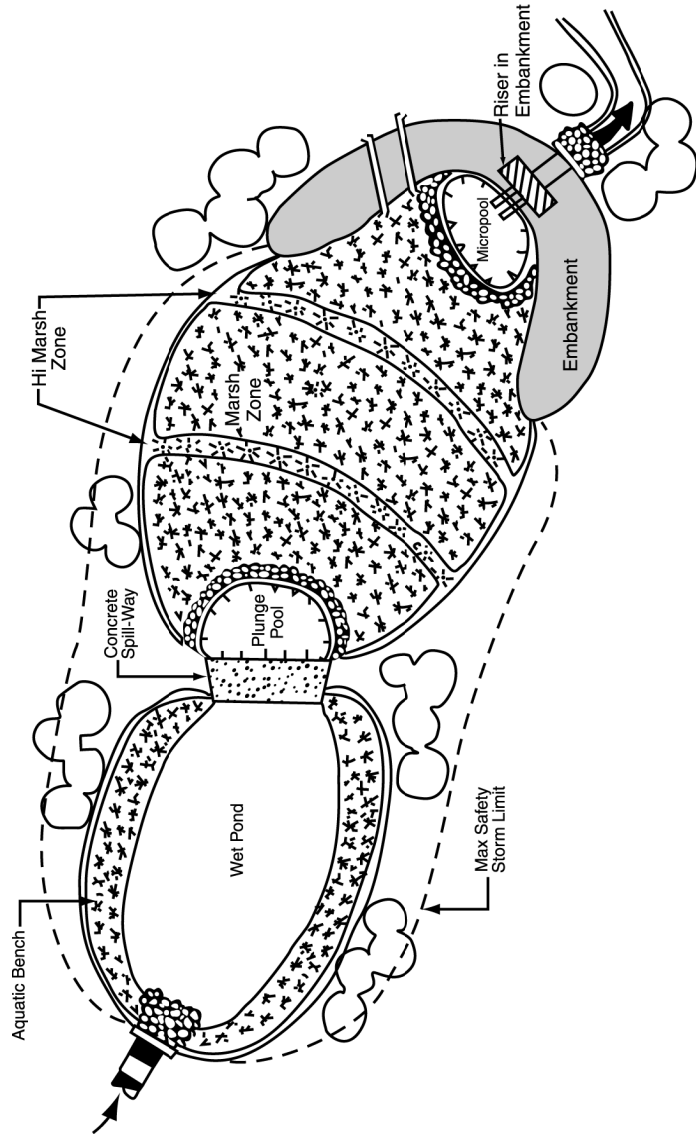 Aquatic Bench
Wet Pond
Concrete
Spill-Way
Plunge
Pool
Max Safety
Storm Limit
Hi Marsh
Zone
Marsh
Zone
Micropool
Riser in
Embankment
Embankment